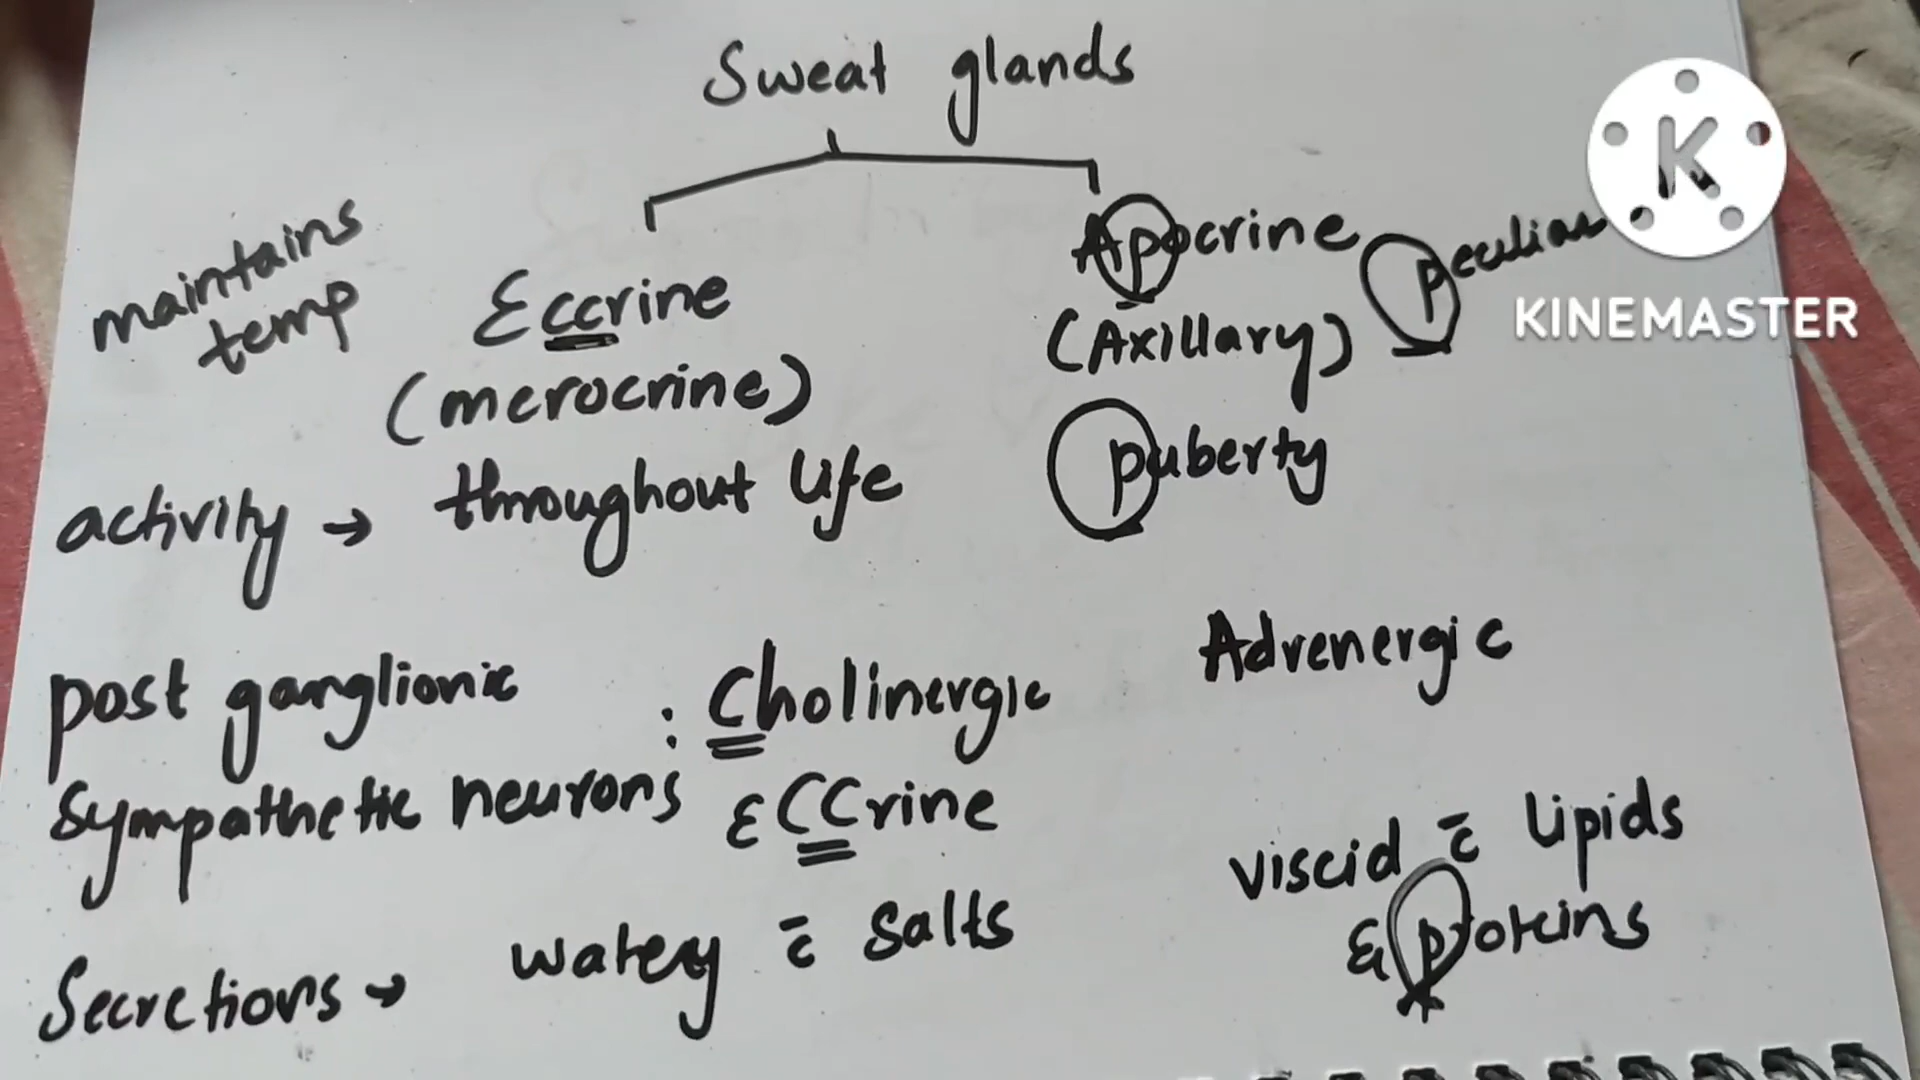 Sweat glands
maintains
temp
Eccrine
(merocrine)
Apocrine
(Axillary)
peculiar
K
KINEMASTER
activity → throughout life
puberty
post ganglionic
sympathetic neurons
: Cholinergic
ECCrine
Adrenergic
Secretions → watery c̄ salts
viscid c̄ lipids
& proteins